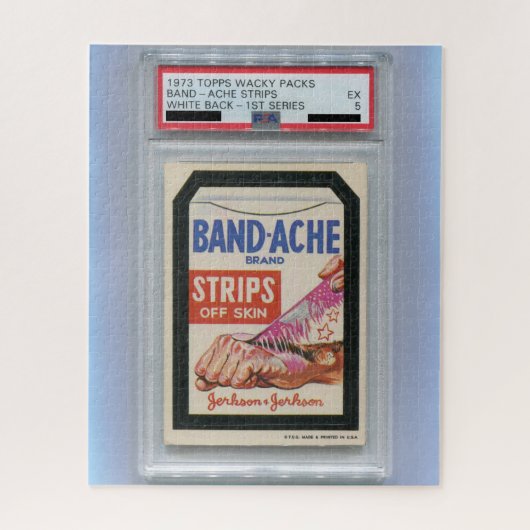 1973 TOPPS WACKY PACKS
BAND-ACHE STRIPS EX
WHITE BACK-1ST SERIES 5
PSA
BAND-ACHE
BRAND
STRIPS
OFF SKIN
Jerkson & Jerkson
© T.C.G. MADE & PRINTED IN U.S.A.